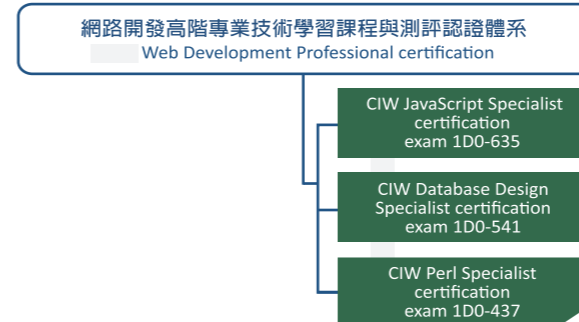 網路開發高階專業技術學習課程與測評認證體系
Web Development Professional certification
CIW JavaScript Specialist
certification
exam 1D0-635
CIW Database Design
Specialist certification
exam 1D0-541
CIW Perl Specialist
certification
exam 1D0-437